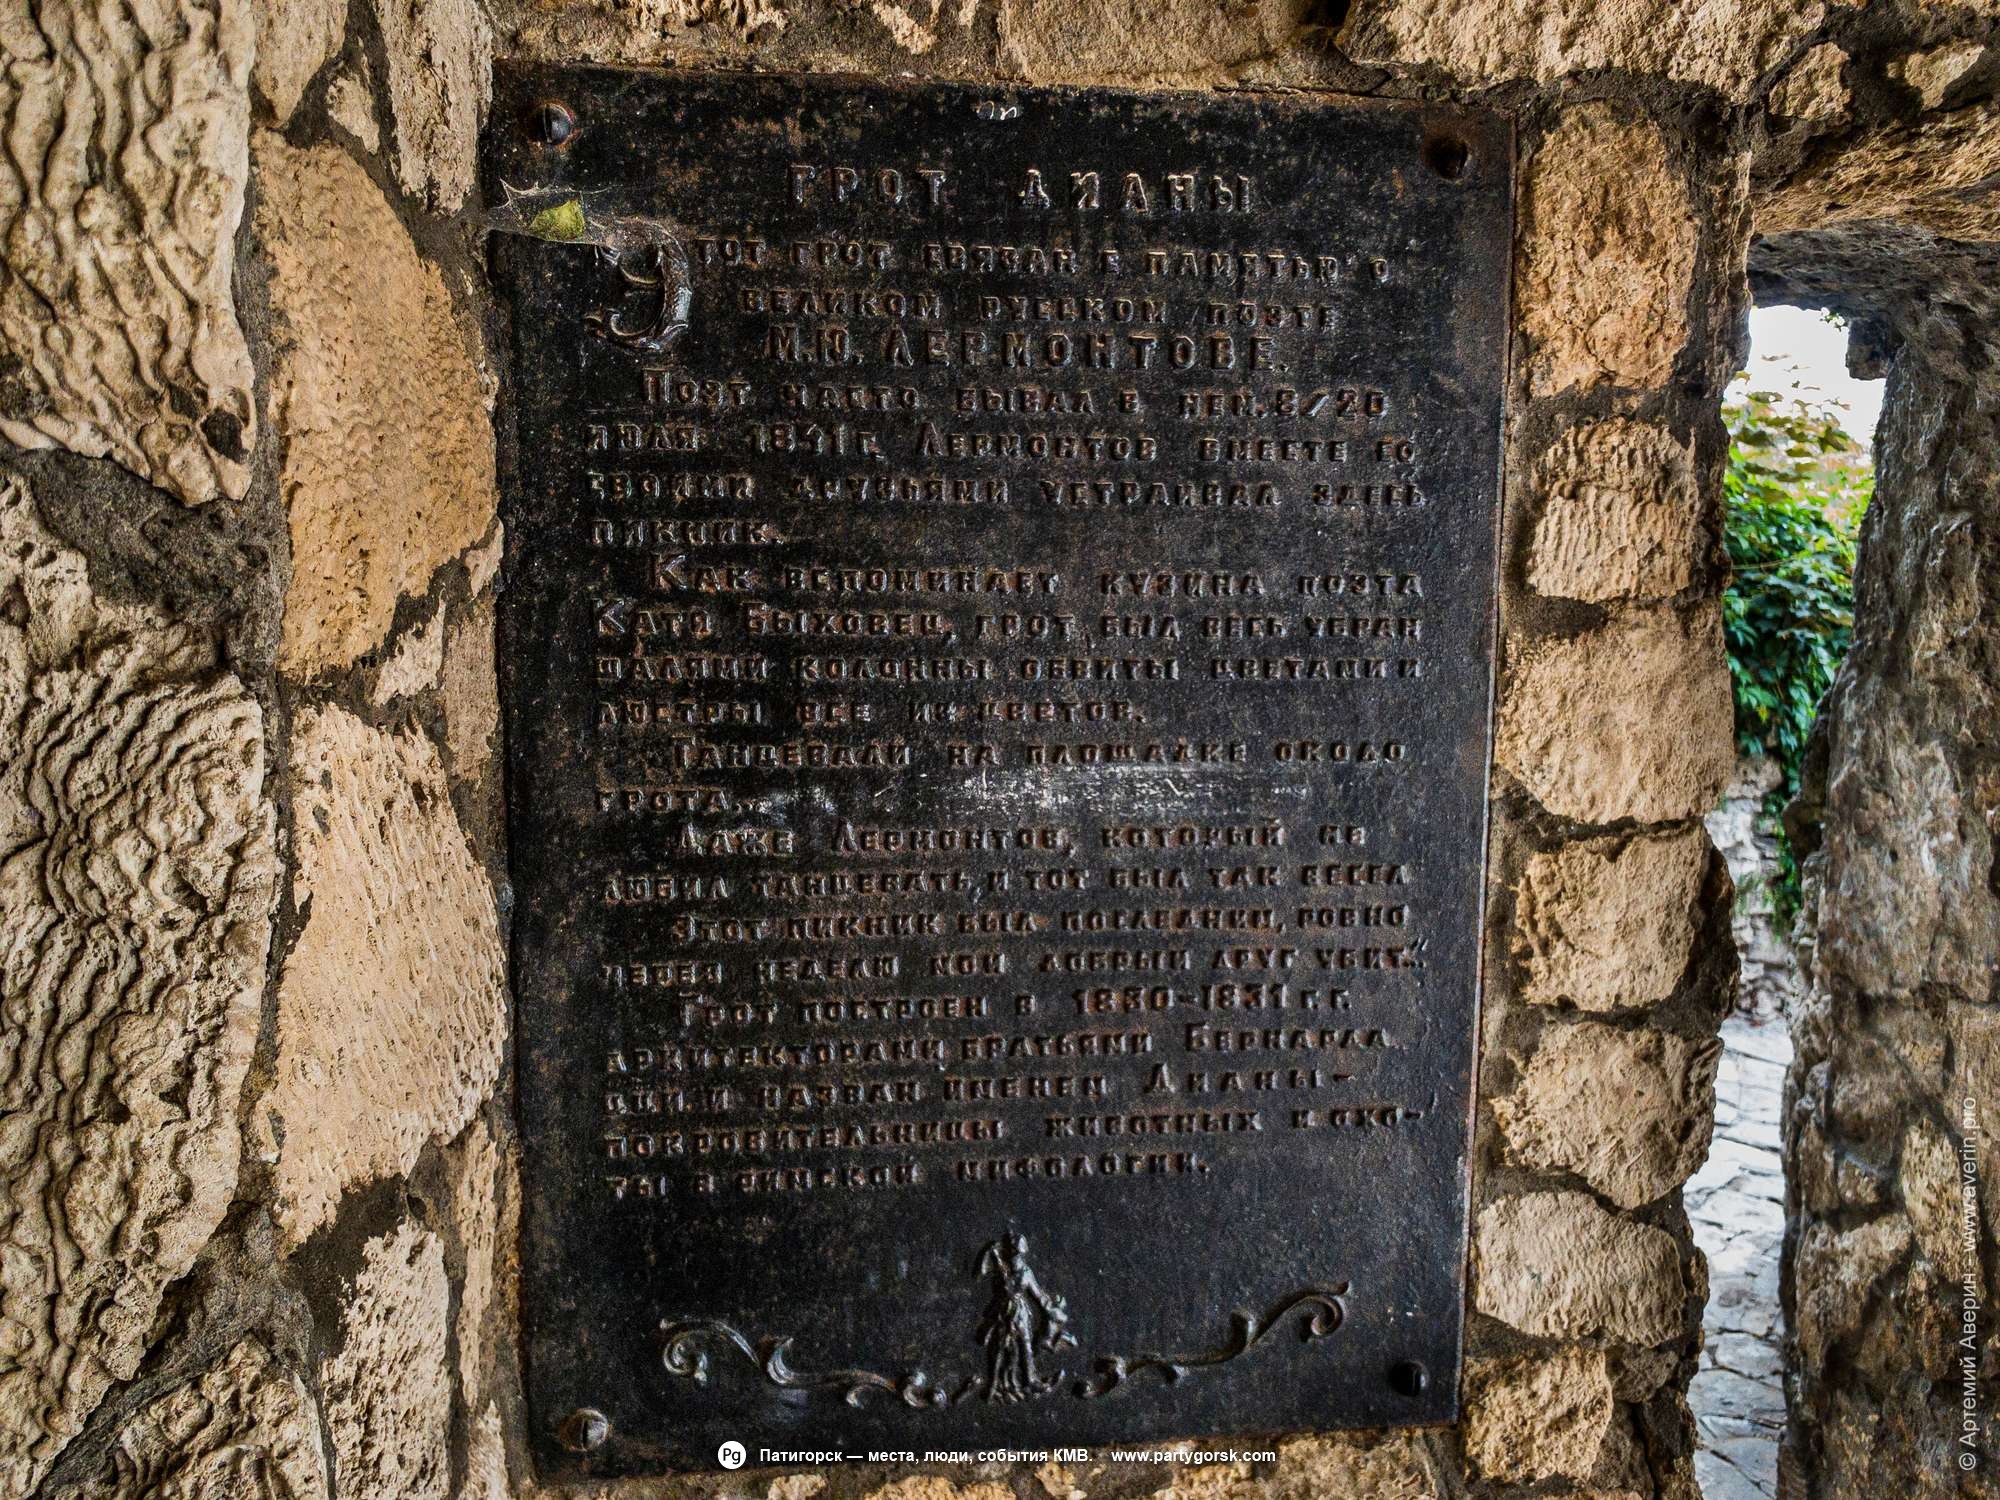 ГРОТ ДИАНЫ
ЭТОТ ГРОТ СВЯЗАН С ПАМЯТЬЮ О
ВЕЛИКОМ РУССКОМ ПОЭТЕ
М.Ю. ЛЕРМОНТОВЕ.
ПОЭТ ЧАСТО БЫВАЛ В НЕМ. 8/20
ИЮЛЯ 1841 Г. ЛЕРМОНТОВ ВМЕСТЕ СО
СВОИМИ ДРУЗЬЯМИ УСТРАИВАЛ ЗДЕСЬ
ПИКНИК.
КАК ВСПОМИНАЕТ КУЗИНА ПОЭТА
КАТЯ БЫХОВЕЦ, ГРОТ БЫЛ ВЕСЬ УБРАН
ШАЛЯМИ КОЛОННЫ ОБВИТЫ ЦВЕТАМИ И
ЛЮСТРЫ ВСЕ ИЗ ЦВЕТОВ.
ТАНЦЕВАЛИ НА ПЛОЩАДКЕ ОКОЛО
ГРОТА...
ДАЖЕ ЛЕРМОНТОВ, КОТОРЫЙ НЕ
ЛЮБИЛ ТАНЦЕВАТЬ, И ТОТ БЫЛ ТАК ВЕСЕЛ
ЭТОТ ПИКНИК БЫЛ ПОСЛЕДНИМ, РОВНО
ЧЕРЕЗ НЕДЕЛЮ МОЙ ДОБРЫЙ ДРУГ УБИТ..."
ГРОТ ПОСТРОЕН В 1830-1831 Г.Г.
АРХИТЕКТОРАМИ БРАТЬЯМИ БЕРНАРДА
ЦЦИ И НАЗВАН ИМЕНЕМ ДИАНЫ-
ПОКРОВИТЕЛЬНИЦЫ ЖИВОТНЫХ И ОХО-
ТЫ В РИМСКОЙ МИФОЛОГИИ.
Pg Патигорск — места, люди, события КМВ. www.partygorsk.com
© Артемий Аверин - www.averin.pro